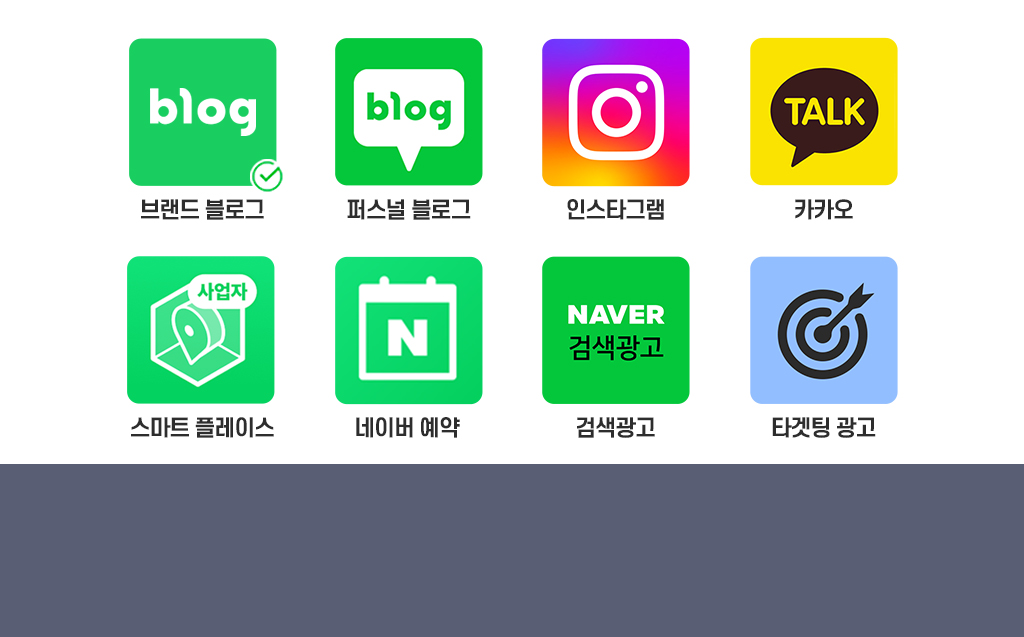 blog
blog
TALK
브랜드 블로그
퍼스널 블로그
인스타그램
카카오
사업자
N
NAVER
검색광고
스마트 플레이스
네이버 예약
검색광고
타겟팅 광고